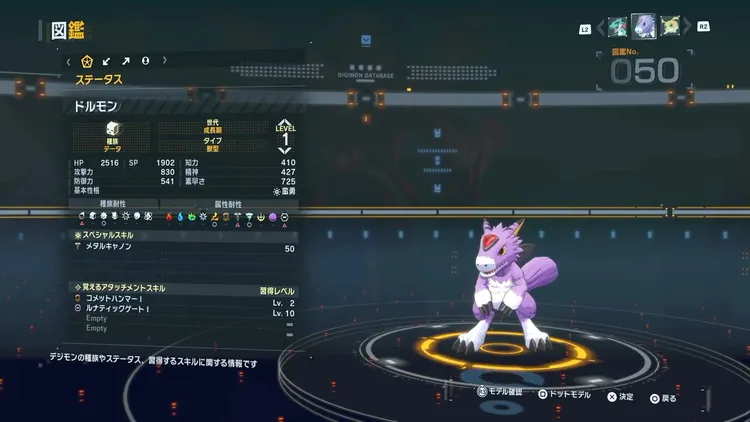 図鑑
L2
R2
図鑑No.
050
DIGIMON DATABASE
ステータス
ドルモン
種族
データ
世代
成長期
タイプ
獣型
LEVEL
1
HP 2516 SP 1902 知力 410
攻撃力 830 精神 427
防御力 541 素早さ 725
基本性格 蛮勇
種族耐性 属性耐性
スペシャルスキル
メタルキャノン 50
覚えるアタッチメントスキル 習得レベル
コメットハンマーI Lv. 2
ルナティックゲートI Lv. 10
Empty
Empty
デジモンの種族やステータス、習得するスキルに関する情報です
R3 モデル確認 ドットモデル 決定 戻る